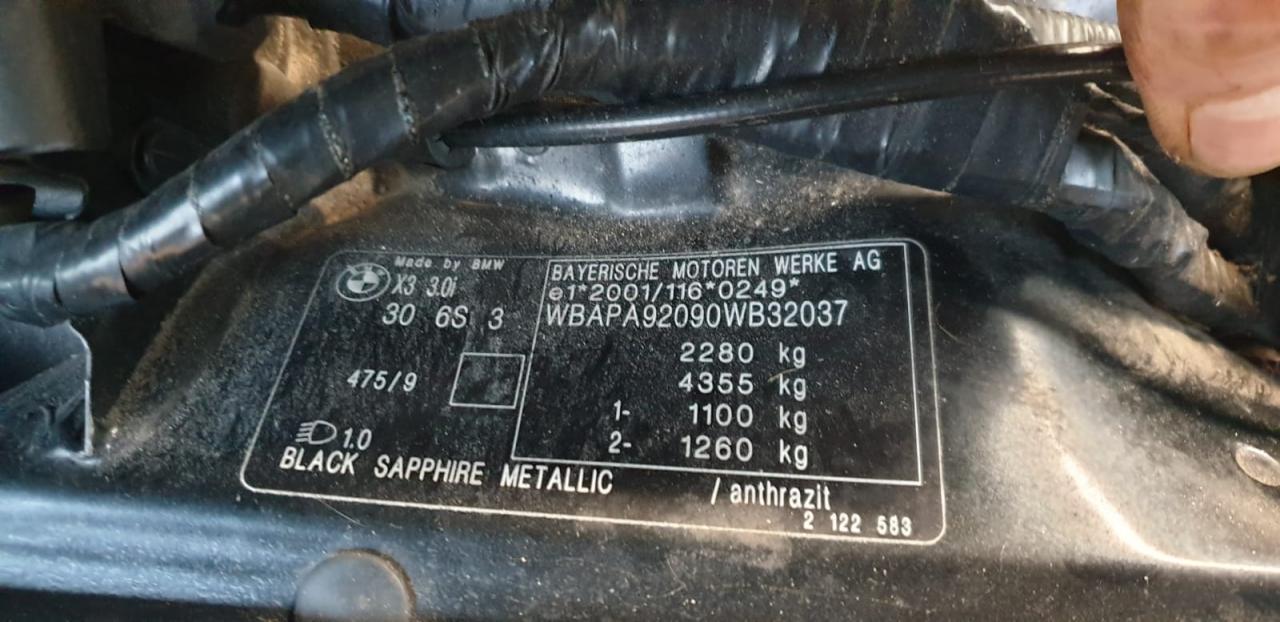 Made by BMW
X3 3.0i
30 6S 3
475/9
1.0
BAYERISCHE MOTOREN WERKE AG
e1*2001/116*0249*
WBAPA92090WB32037
2280 kg
4355 kg
1- 1100 kg
2- 1260 kg
BLACK SAPPHIRE METALLIC / anthrazit
2 122 583